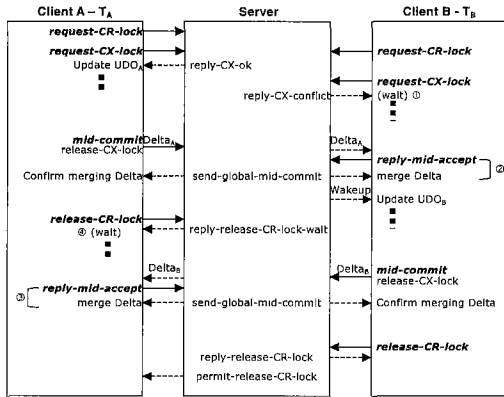 Client A – TA
Server
Client B - TB
request-CR-lock
request-CX-lock
request-CR-lock
Update UDOA
reply-CX-ok
request-CX-lock
reply-CX-conflict
(wait) ①
mid-commit
DeltaA
release-CX-lock
DeltaA
reply-mid-accept
②
Confirm merging Delta
send-global-mid-commit
merge Delta
Wakeup
Update UDOB
release-CR-lock
④ (wait)
reply-release-CR-lock-wait
DeltaB
DeltaB
mid-commit
release-CX-lock
③
reply-mid-accept
merge Delta
send-global-mid-commit
Confirm merging Delta
release-CR-lock
reply-release-CR-lock
permit-release-CR-lock